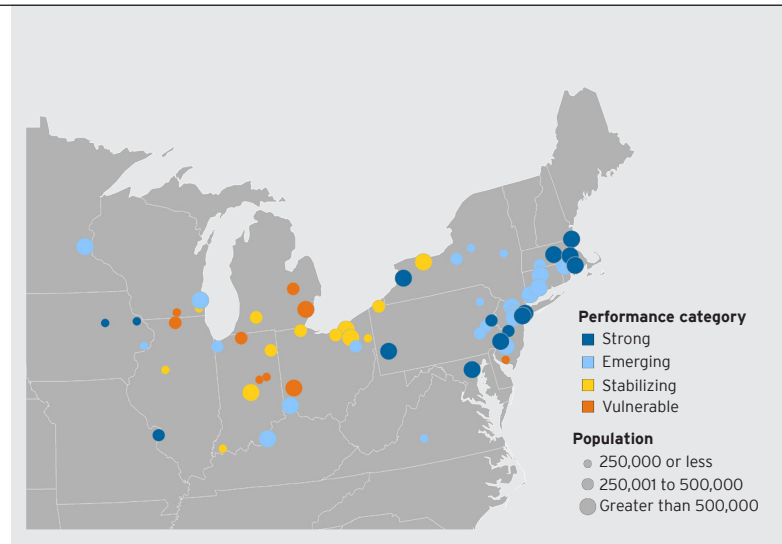 Performance category
Strong
Emerging
Stabilizing
Vulnerable
Population
250,000 or less
250,001 to 500,000
Greater than 500,000